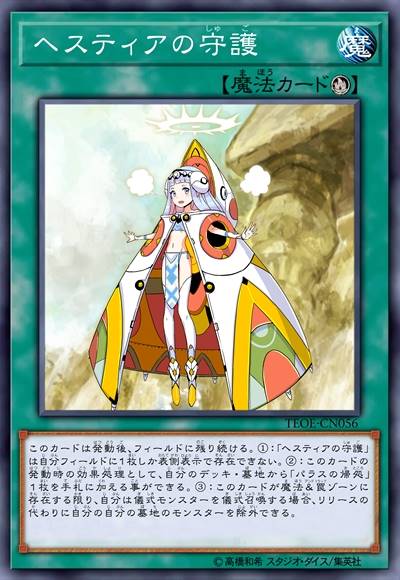 ヘスティアの守護
しゅご
魔
【魔法カード】
まほう
TEOE-CN056
このカードは発動後、フィールドに残り続ける。①:「ヘスティアの守護」
は自分フィールドに1枚しか表側表示で存在できない。②:このカードの
発動時の効果処理として、自分のデッキ・墓地から「パラスの帰処」
1枚を手札に加える事ができる。③:このカードが魔法&罠ゾーンに
存在する限り、自分は儀式モンスターを儀式召喚する場合、リリースの
代わりに自分の自分の墓地のモンスターを除外できる。
©高橋和希 スタジオ・ダイス/集英社